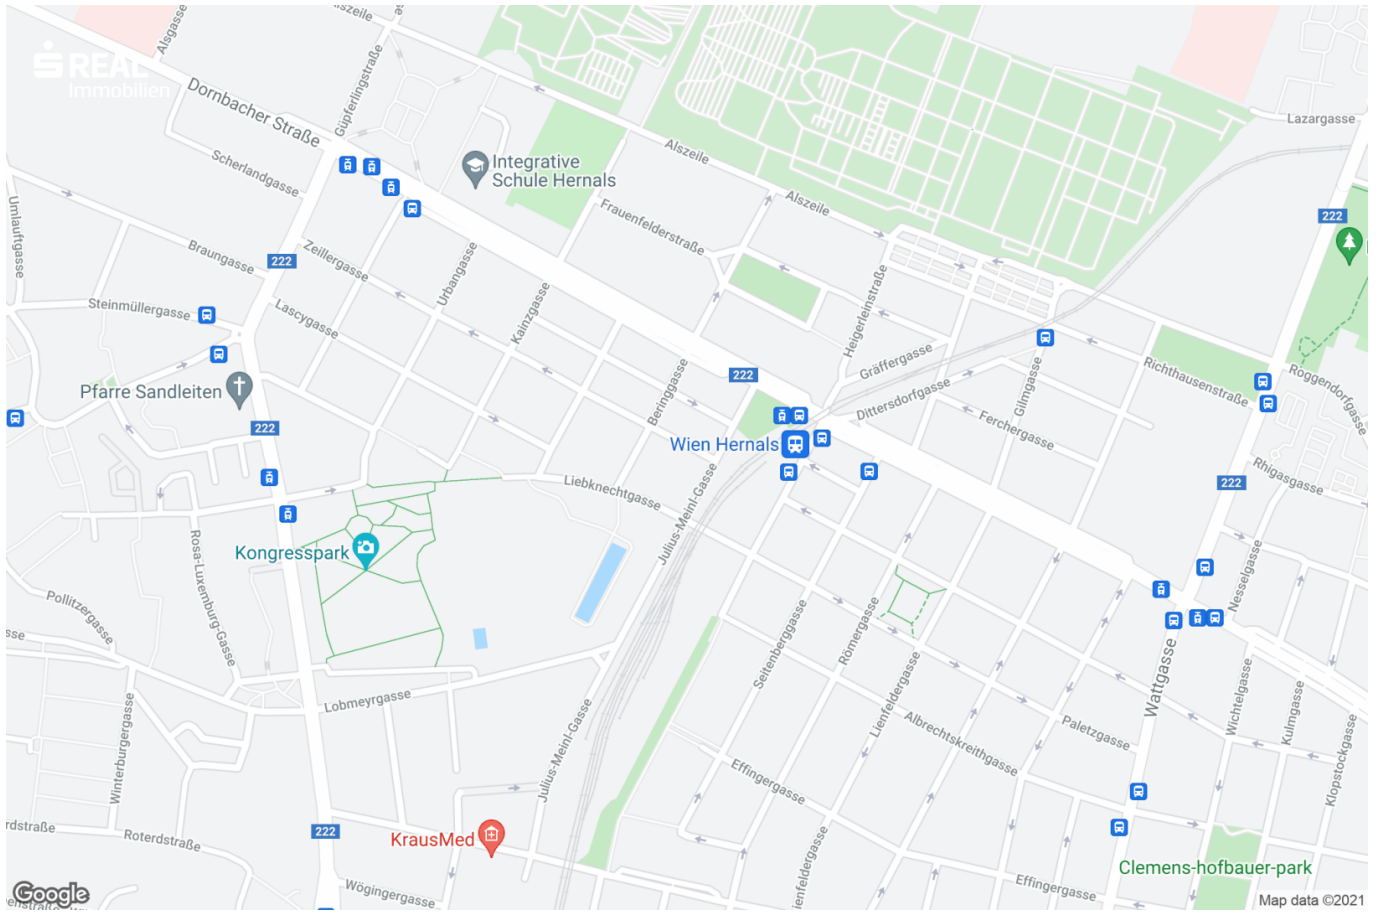 Alsgasse
Güpferlingstraße
Alszeile
REAL
Immobilien
Dornbacher Straße
Lazargasse
Alszeile
Integrative
Schule Hernals
Scherlandgasse
Alszeile
Umlauftgasse
Frauenfelderstraße
222
Braungasse
Zeillergasse
222
Urbangasse
Steinmüllergasse
Lascygasse
Kainzgasse
Heigerleinstraße
Gräffergasse
Richthausenstraße
Roggendorfgasse
222
Pfarre Sandleiten
Beringgasse
Dittersdorfgasse
Gilmgasse
Ferchergasse
222
Wien Hernals
Rhigasgasse
222
Liebknechtgasse
Julius-Meinl-Gasse
Rosa-Luxemburg-Gasse
Kongresspark
Nesselgasse
Pollitzergasse
sse
Seitenberggasse
Römergasse
Lienfeldergasse
Wattgasse
Wichtelgasse
Kulmgasse
Lobmeyrgasse
Winterburgergasse
Julius-Meinl-Gasse
Albrechtskreithgasse
Paletzgasse
Klopstockgasse
Effingergasse
222
rdstraße
Roterdstraße
KrausMed
ienfeldergasse
Clemens-hofbauer-park
Wögingergasse
Effingergasse
Google
enstraße
Map data ©2021